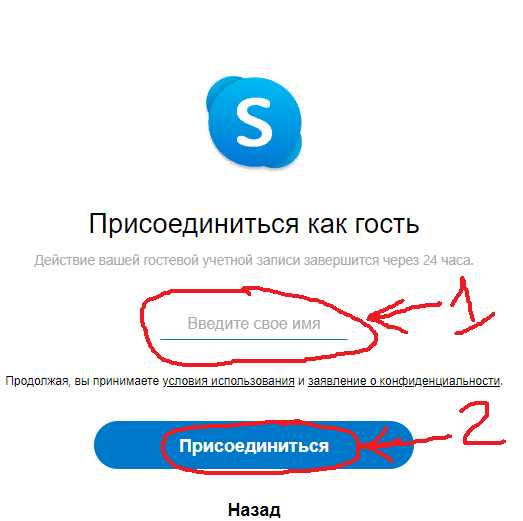 S
Присоединиться как гость
Действие вашей гостевой учетной записи завершится через 24 часа.
1
Введите свое имя
Продолжая, вы принимаете условия использования и заявление о конфиденциальности.
2
Присоединиться
Назад